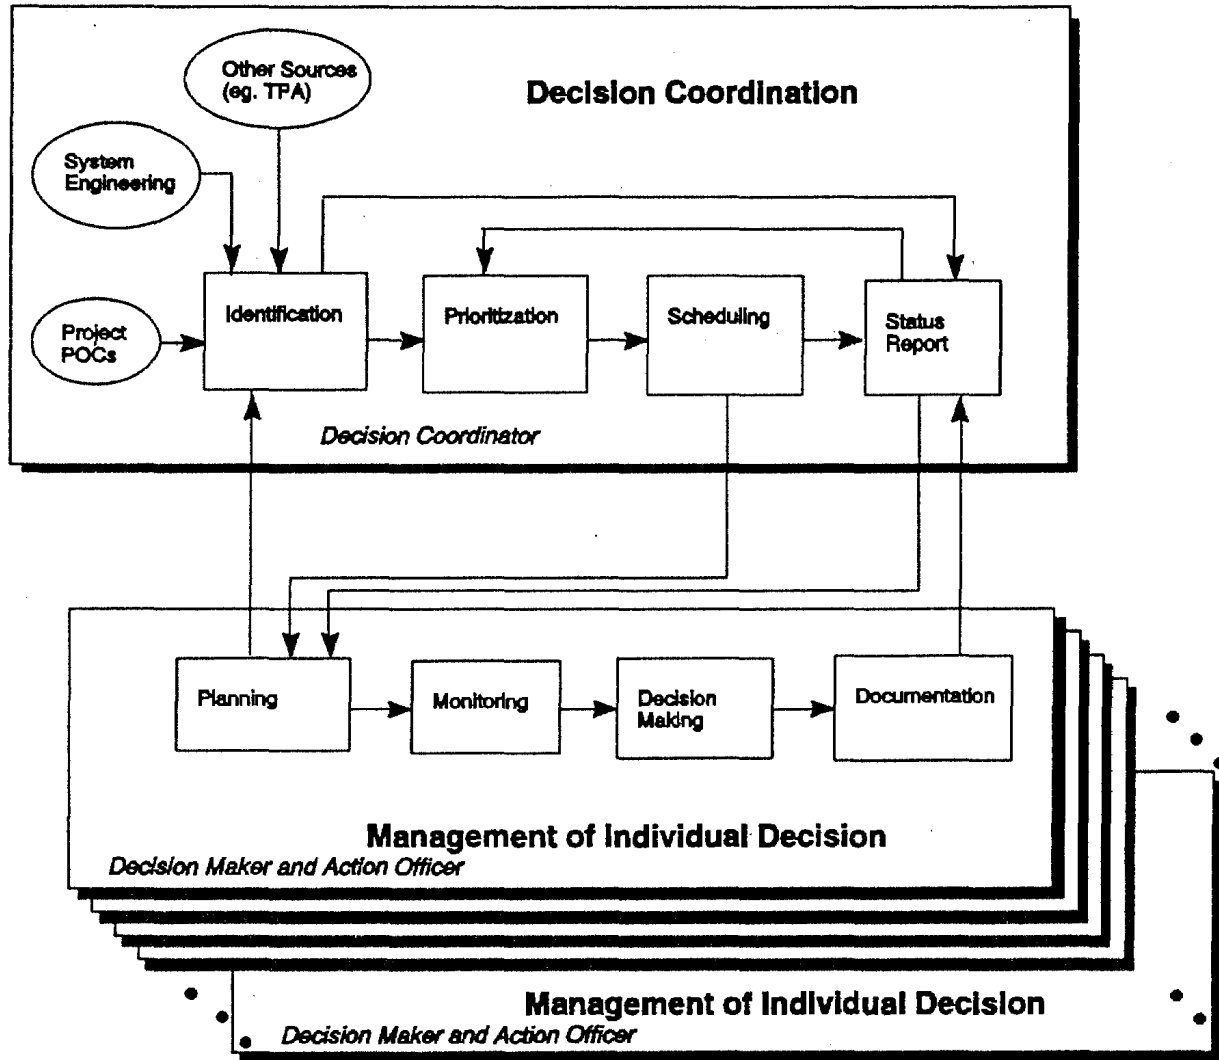 Other Sources
(eg. TPA)
Decision Coordination
System
Engineering
Project
POCs
Identification
Prioritization
Scheduling
Status
Report
Decision Coordinator
Planning
Monitoring
Decision
Making
Documentation
Management of Individual Decision
Decision Maker and Action Officer
Management of Individual Decision
Decision Maker and Action Officer